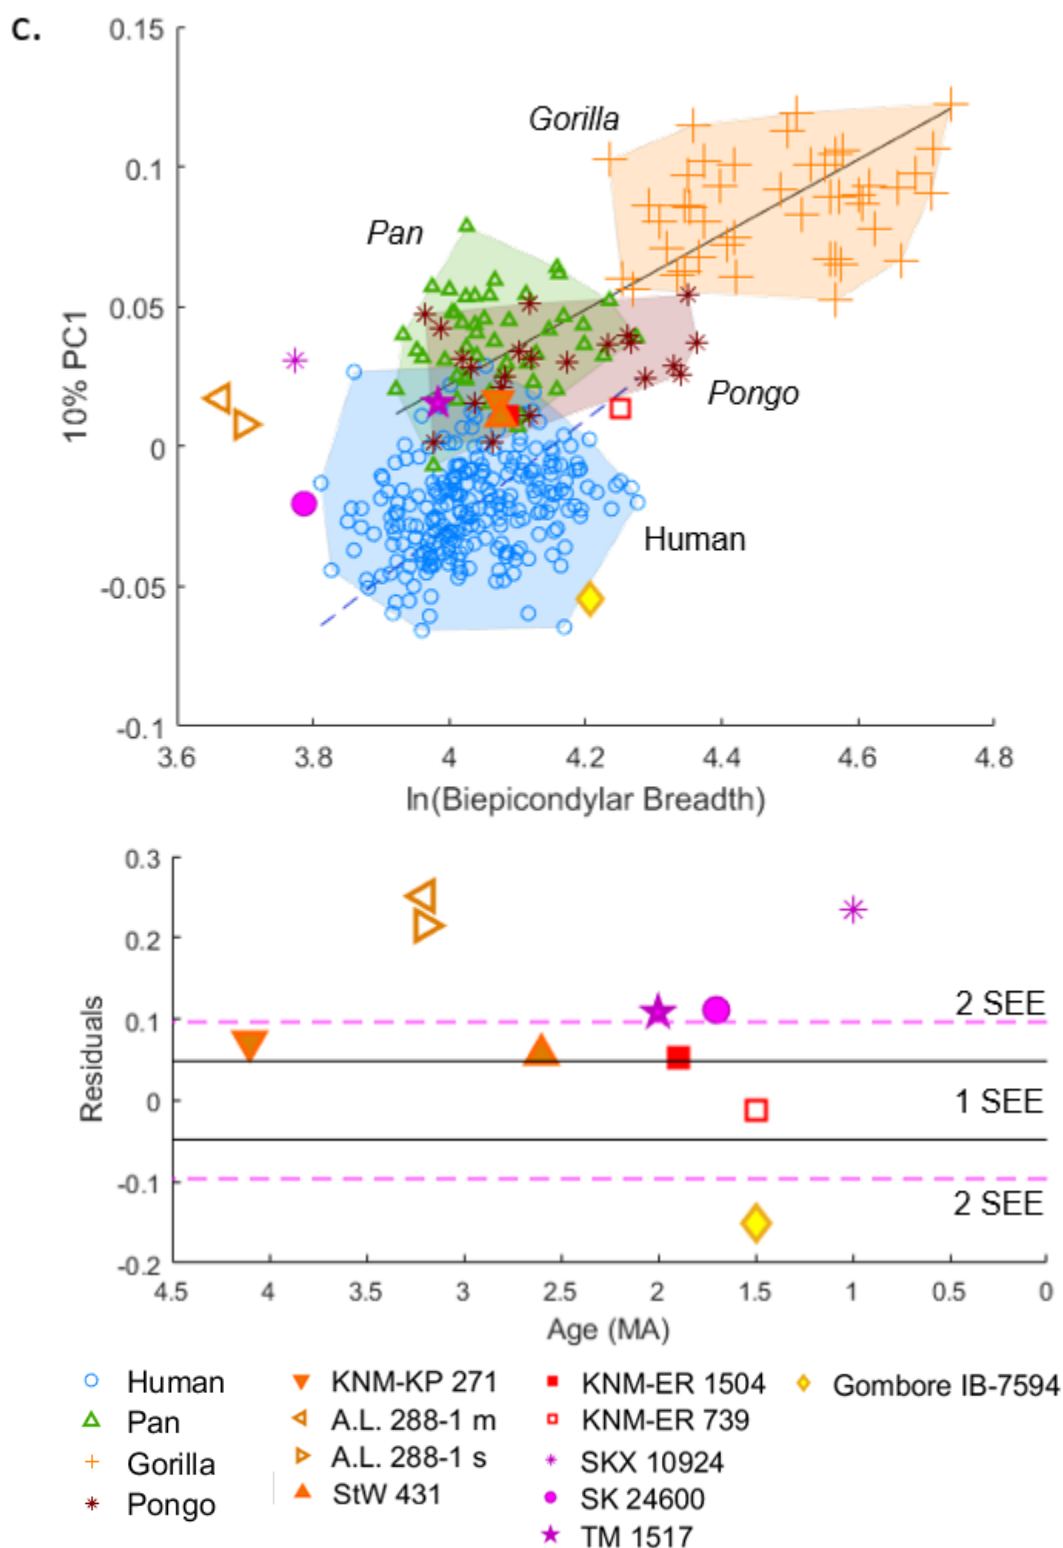 c.
0.15
0.1
0.05
0
-0.05
-0.1
10% PC1
Gorilla
Pan
Pongo
Human
3.6 3.8 4 4.2 4.4 4.6 4.8
ln(Biepicondylar Breadth)
0.3
0.2
0.1
0
-0.1
-0.2
Residuals
2 SEE
1 SEE
2 SEE
4.5 4 3.5 3 2.5 2 1.5 1 0.5 0
Age (MA)
Human
Pan
Gorilla
Pongo
KNM-KP 271
A.L. 288-1 m
A.L. 288-1 s
StW 431
KNM-ER 1504
KNM-ER 739
SKX 10924
SK 24600
TM 1517
Gombore IB-7594